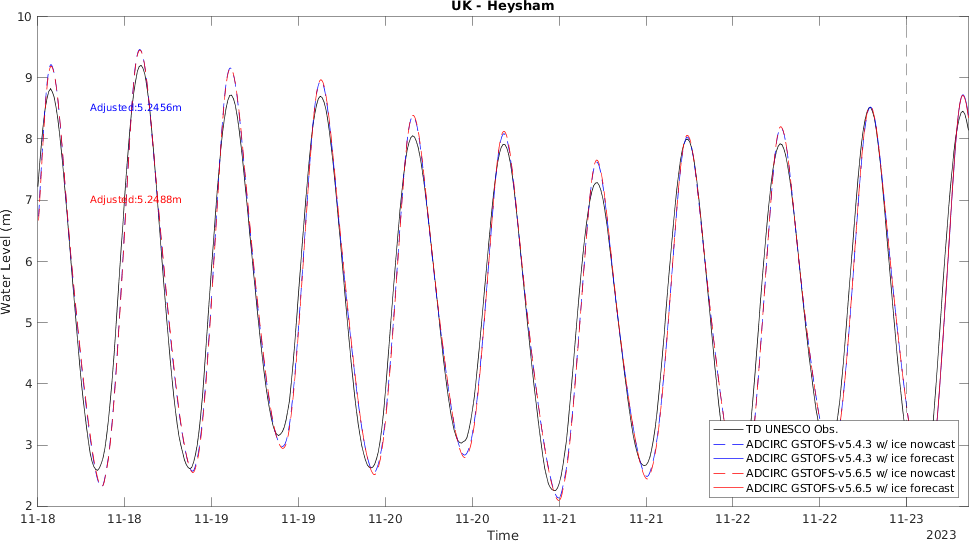 UK - Heysham
10
9
8
7
6
5
4
3
2
Water Level (m)
Adjusted:5.2456m
Adjusted:5.2488m
TD UNESCO Obs.
ADCIRC GSTOFS-v5.4.3 w/ ice nowcast
ADCIRC GSTOFS-v5.4.3 w/ ice forecast
ADCIRC GSTOFS-v5.6.5 w/ ice nowcast
ADCIRC GSTOFS-v5.6.5 w/ ice forecast
11-18 11-18 11-19 11-19 11-20 11-20 11-21 11-21 11-22 11-22 11-23
Time
2023